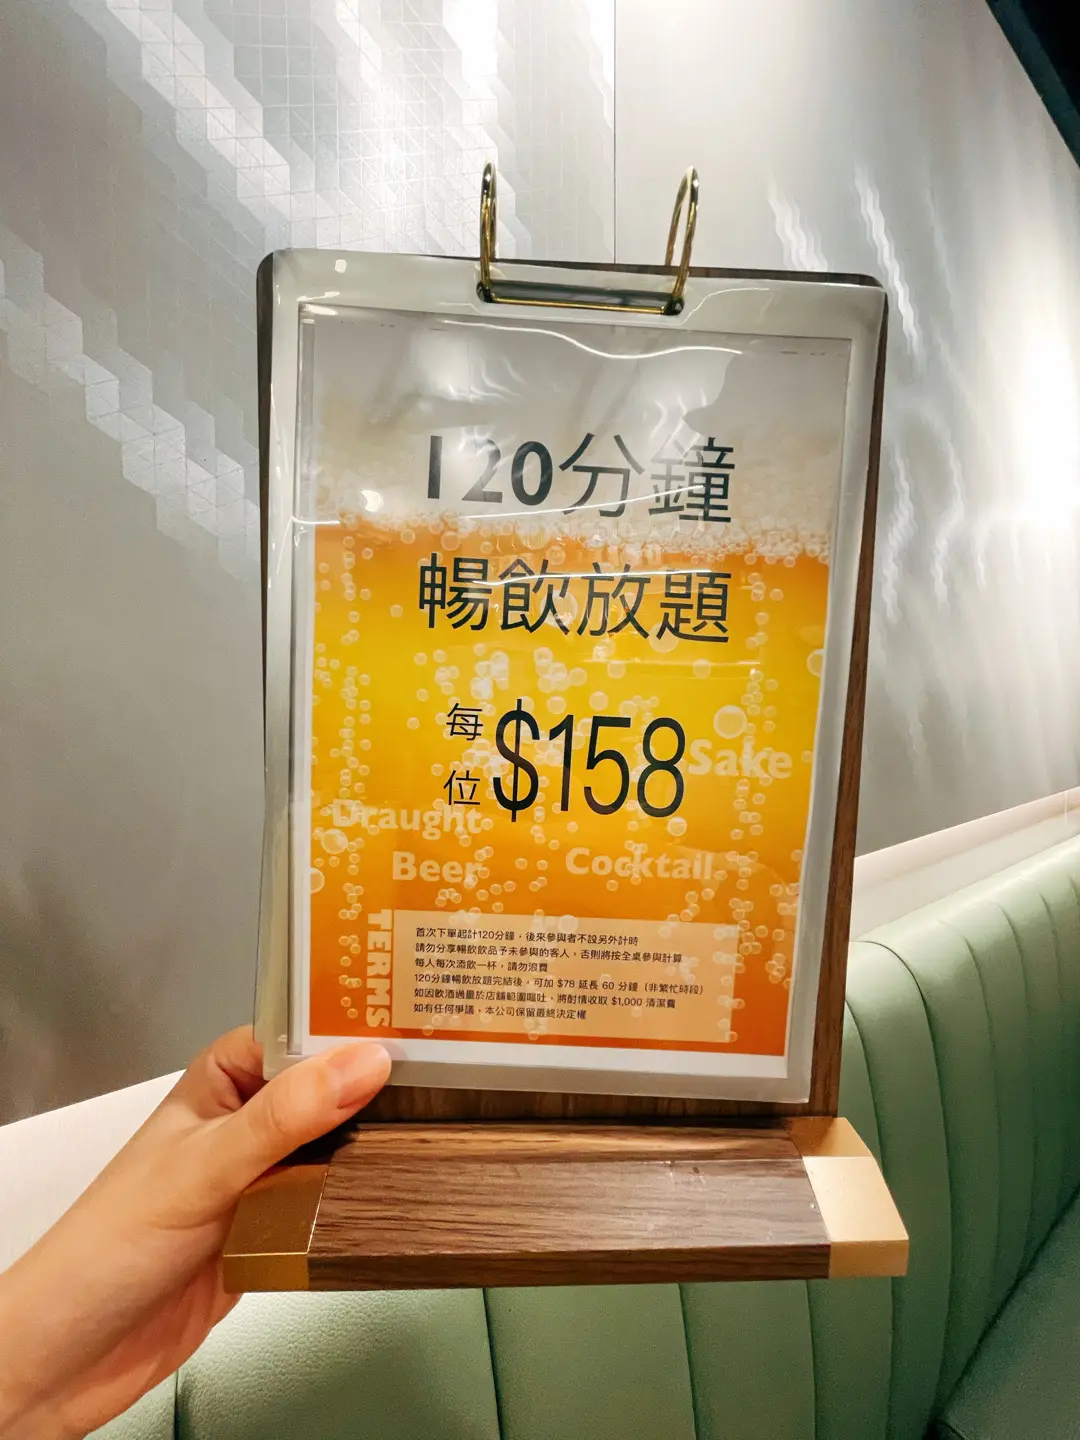 120分鐘
暢飲放題
每位 $158
Sake
Draught
Beer
Cocktail
TERMS
首次下單起計120分鐘，後來參與者不設另外計時
請勿分享暢飲飲品予未參與的客人，否則將按全桌參與計算
每人每次添飲一杯，請勿浪費
120分鐘暢飲放題完結後，可加 $78 延長 60 分鐘 (非繁忙時段)
如因飲酒過量於店舖範圍嘔吐，將酌情收取 $1,000 清潔費
如有任何爭議，本公司保留最終決定權